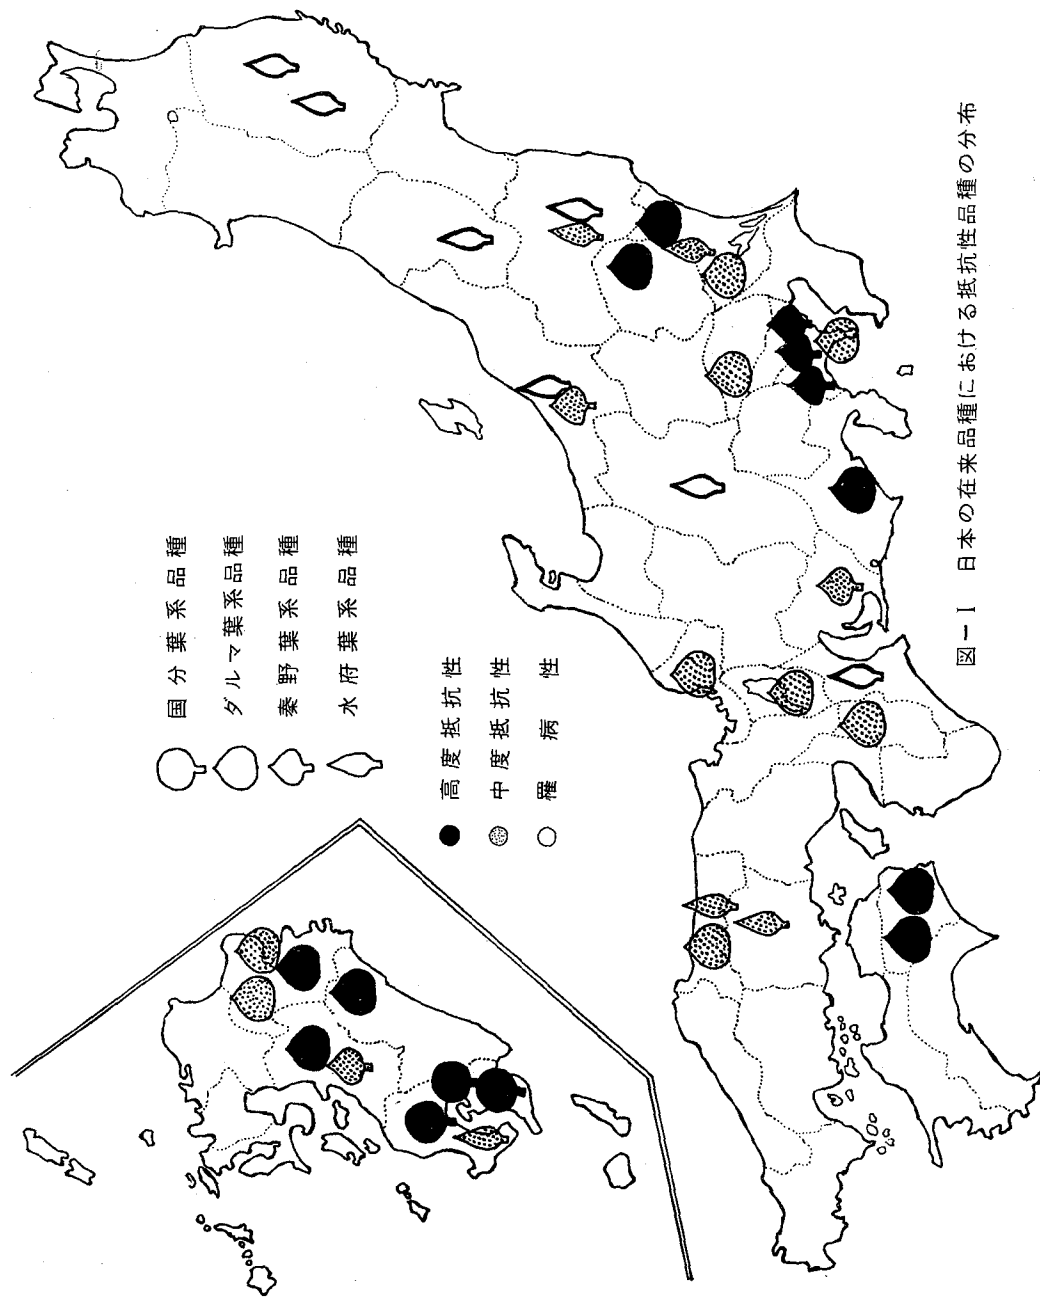 国分葉系品種
ダルマ葉系品種
秦野葉系品種
水府葉系品種
高度抵抗性
中度抵抗性
罹病性
図－I 日本の在来品種における抵抗性品種の分布